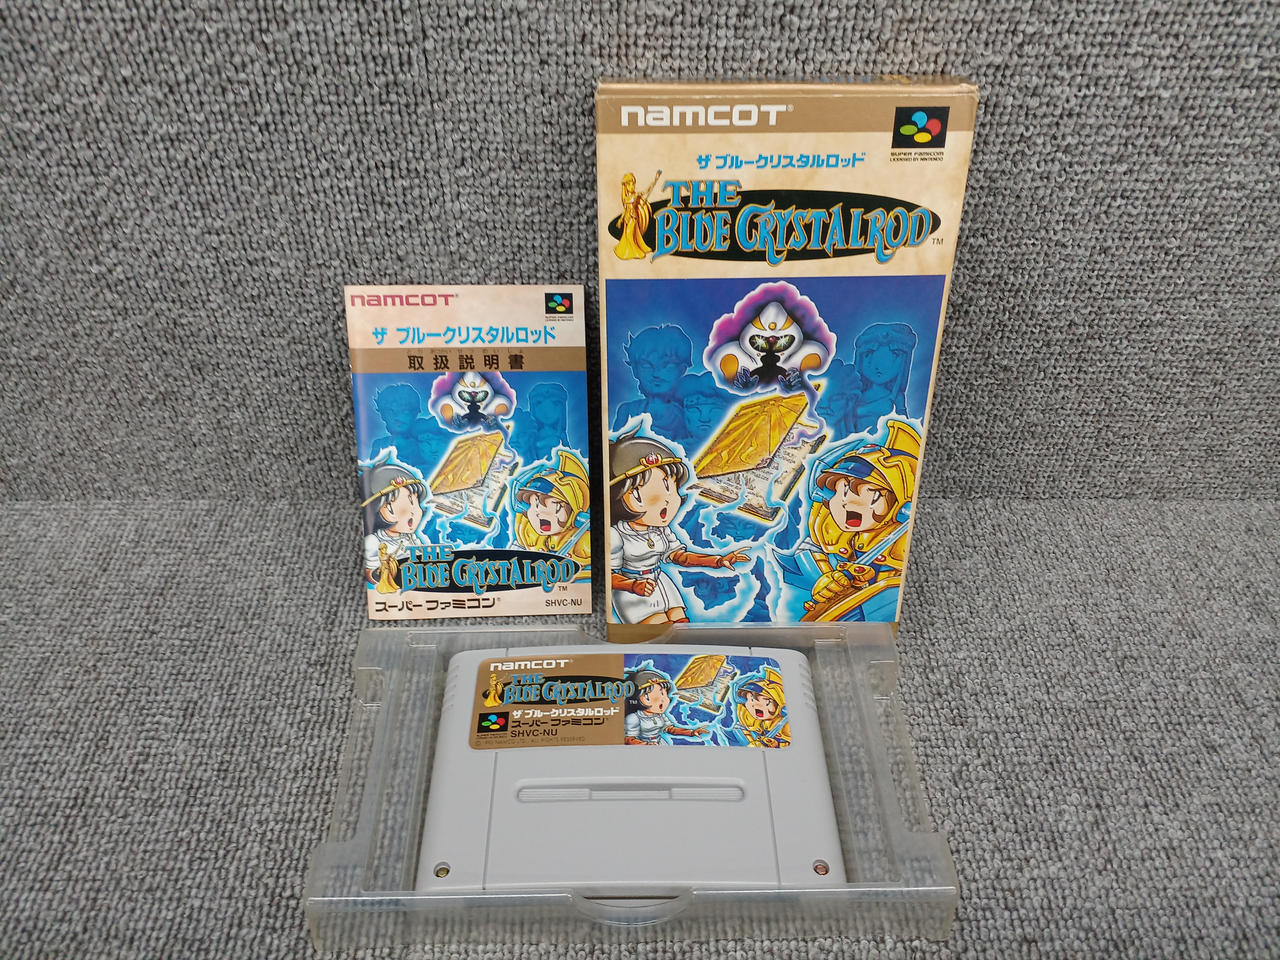 namcot®
SUPER FAMICOM
LICENSED BY NINTENDO
ザ ブルークリスタルロッド
THE
BLUE CRYSTALROD
TM
namcot®
ザ ブルークリスタルロッド
取扱説明書
THE
BLUE CRYSTALROD
TM
スーパー ファミコン®
SHVC-NU
namcot®
THE
BLUE CRYSTALROD
TM
ザ ブルークリスタルロッド
スーパー ファミコン®
SHVC-NU